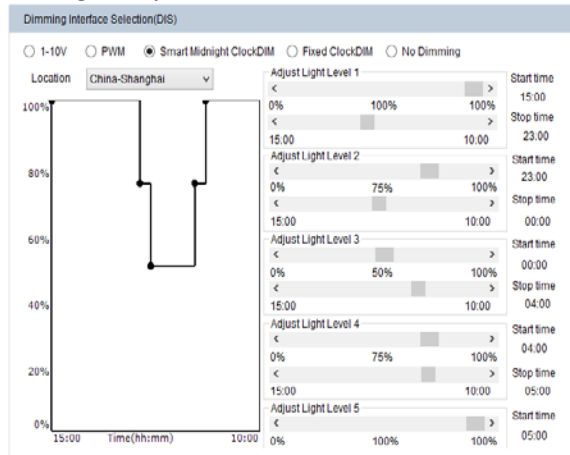 Dimming Interface Selection(DIS)
1-10V PWM Smart Midnight ClockDIM Fixed ClockDIM No Dimming
Location China-Shanghai
100%
80%
60%
40%
20%
0%
15:00 Time(hh:mm) 10:00
Adjust Light Level 1
0% 100% 100%
15:00 10:00
Start time
15:00
Stop time
23:00
Adjust Light Level 2
0% 75% 100%
15:00 10:00
Start time
23:00
Stop time
00:00
Adjust Light Level 3
0% 50% 100%
15:00 10:00
Start time
00:00
Stop time
04:00
Adjust Light Level 4
0% 75% 100%
15:00 10:00
Start time
04:00
Stop time
05:00
Adjust Light Level 5
0% 100% 100%
Start time
05:00